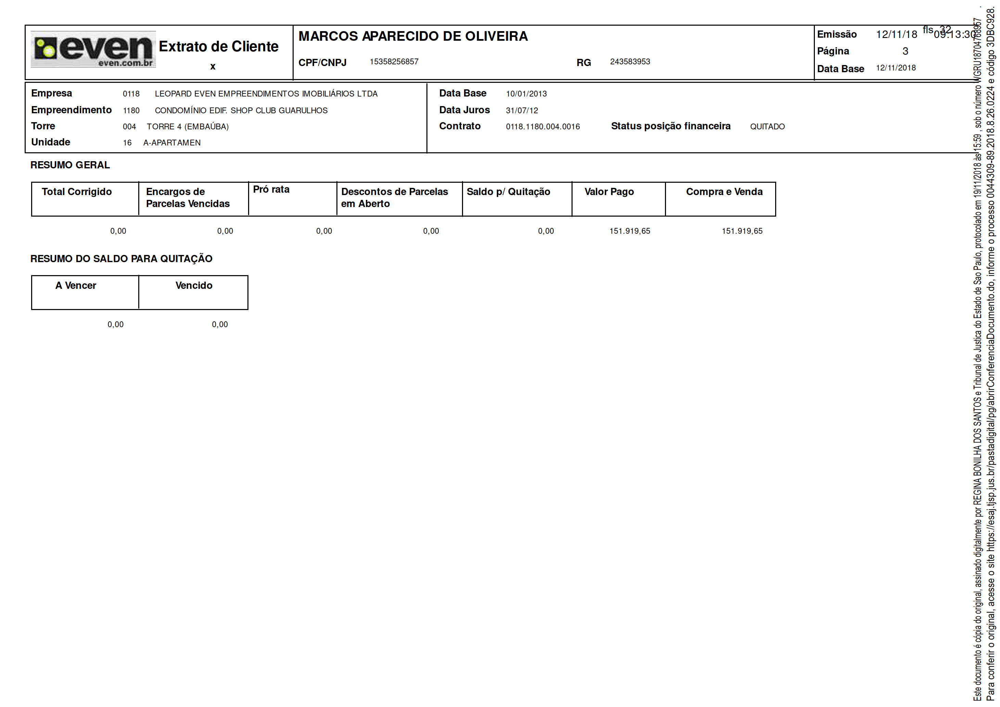 even
even.com.br
Extrato de Cliente
x
MARCOS APARECIDO DE OLIVEIRA
CPF/CNPJ 15358256857 RG 243583953
fls. 32
Emissão 12/11/18 09:13:30
Página 3
Data Base 12/11/2018
Empresa 0118 LEOPARD EVEN EMPREENDIMENTOS IMOBILIÁRIOS LTDA
Empreendimento 1180 CONDOMÍNIO EDIF. SHOP CLUB GUARULHOS
Torre 004 TORRE 4 (EMBAÚBA)
Unidade 16 A-APARTAMEN
Data Base 10/01/2013
Data Juros 31/07/12
Contrato 0118.1180.004.0016 Status posição financeira QUITADO
RESUMO GERAL
Total Corrigido Encargos de Parcelas Vencidas Pró rata Descontos de Parcelas em Aberto Saldo p/ Quitação Valor Pago Compra e Venda
0,00 0,00 0,00 0,00 0,00 151.919,65 151.919,65
RESUMO DO SALDO PARA QUITAÇÃO
A Vencer Vencido
0,00 0,00
Este documento é cópia do original, assinado digitalmente por REGINA BONILHA DOS SANTOS e Tribunal de Justica do Estado de Sao Paulo, protocolado em 19/11/2018 às 15:59 , sob o número WGRU18704768957 .
Para conferir o original, acesse o site https://esaj.tjsp.jus.br/pastadigital/pg/abrirConferenciaDocumento.do, informe o processo 0044309-89.2018.8.26.0224 e código 3DBC928.